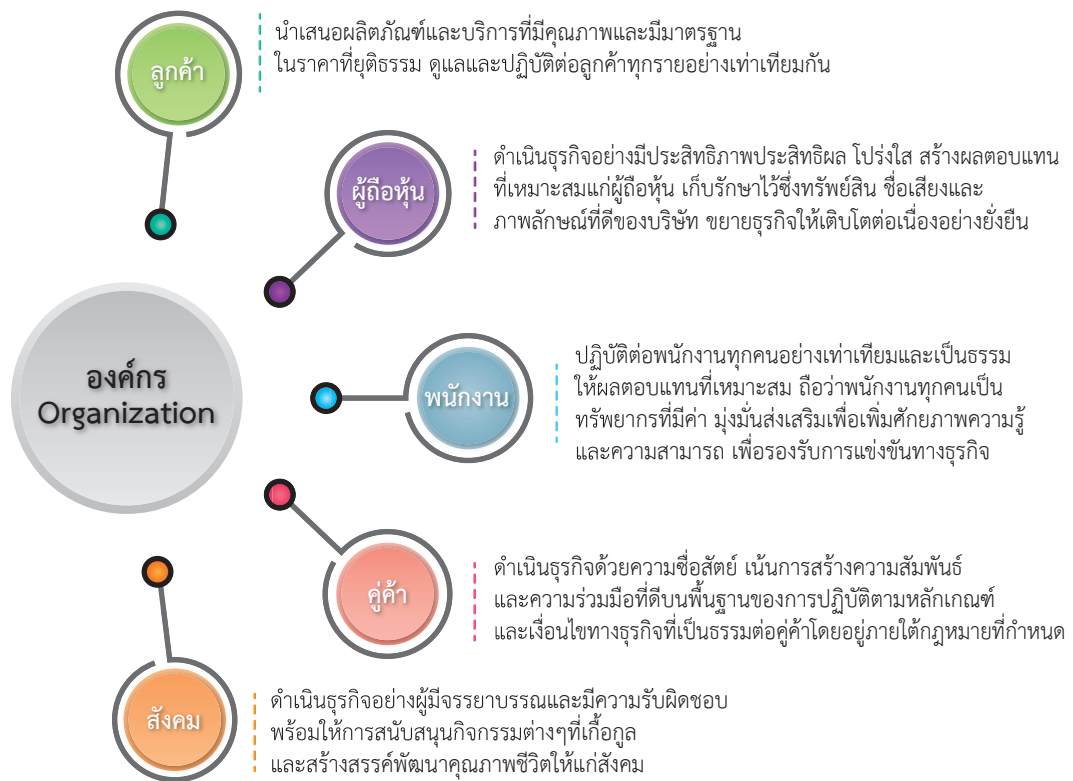 ลูกค้า
นำเสนอผลิตภัณฑ์และบริการที่มีคุณภาพและมีมาตรฐาน
ในราคาที่ยุติธรรม ดูแลและปฏิบัติต่อลูกค้าทุกรายอย่างเท่าเทียมกัน
ผู้ถือหุ้น
ดำเนินธุรกิจอย่างมีประสิทธิภาพประสิทธิผล โปร่งใส สร้างผลตอบแทน
ที่เหมาะสมแก่ผู้ถือหุ้น เก็บรักษาไว้ซึ่งทรัพย์สิน ชื่อเสียงและ
ภาพลักษณ์ที่ดีของบริษัท ขยายธุรกิจให้เติบโตต่อเนื่องอย่างยั่งยืน
องค์กร
Organization
พนักงาน
ปฏิบัติต่อพนักงานทุกคนอย่างเท่าเทียมและเป็นธรรม
ให้ผลตอบแทนที่เหมาะสม ถือว่าพนักงานทุกคนเป็น
ทรัพยากรที่มีค่า มุ่งมั่นส่งเสริมเพื่อเพิ่มศักยภาพความรู้
และความสามารถ เพื่อรองรับการแข่งขันทางธุรกิจ
คู่ค้า
ดำเนินธุรกิจด้วยความซื่อสัตย์ เน้นการสร้างความสัมพันธ์
และความร่วมมือที่ดีบนพื้นฐานของการปฏิบัติตามหลักเกณฑ์
และเงื่อนไขทางธุรกิจที่เป็นธรรมต่อคู่ค้าโดยอยู่ภายใต้กฎหมายที่กำหนด
สังคม
ดำเนินธุรกิจอย่างผู้มีจรรยาบรรณและมีความรับผิดชอบ
พร้อมให้การสนับสนุนกิจกรรมต่างๆที่เกื้อกูล
และสร้างสรรค์พัฒนาคุณภาพชีวิตให้แก่สังคม